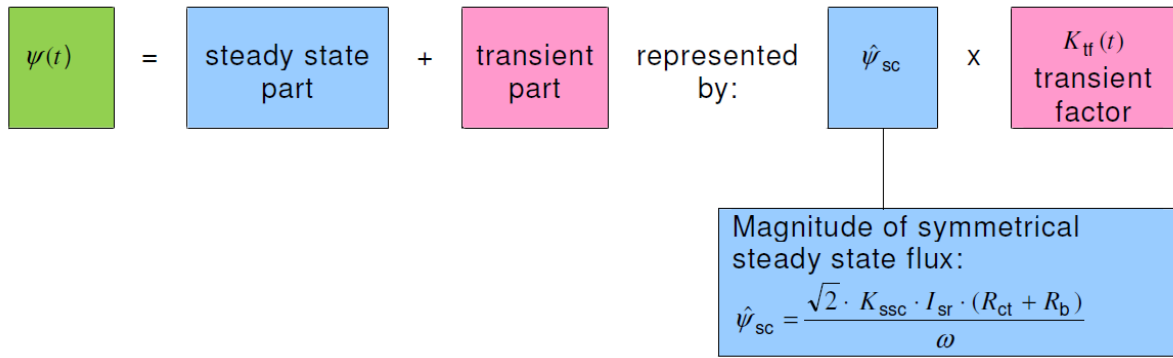 ψ(t) = steady state part + transient part represented by: ψ̂sc x Ktf(t) transient factor
Magnitude of symmetrical
steady state flux:
ψ̂sc = √2 · Kssc · Isr · (Rct + Rb) / ω